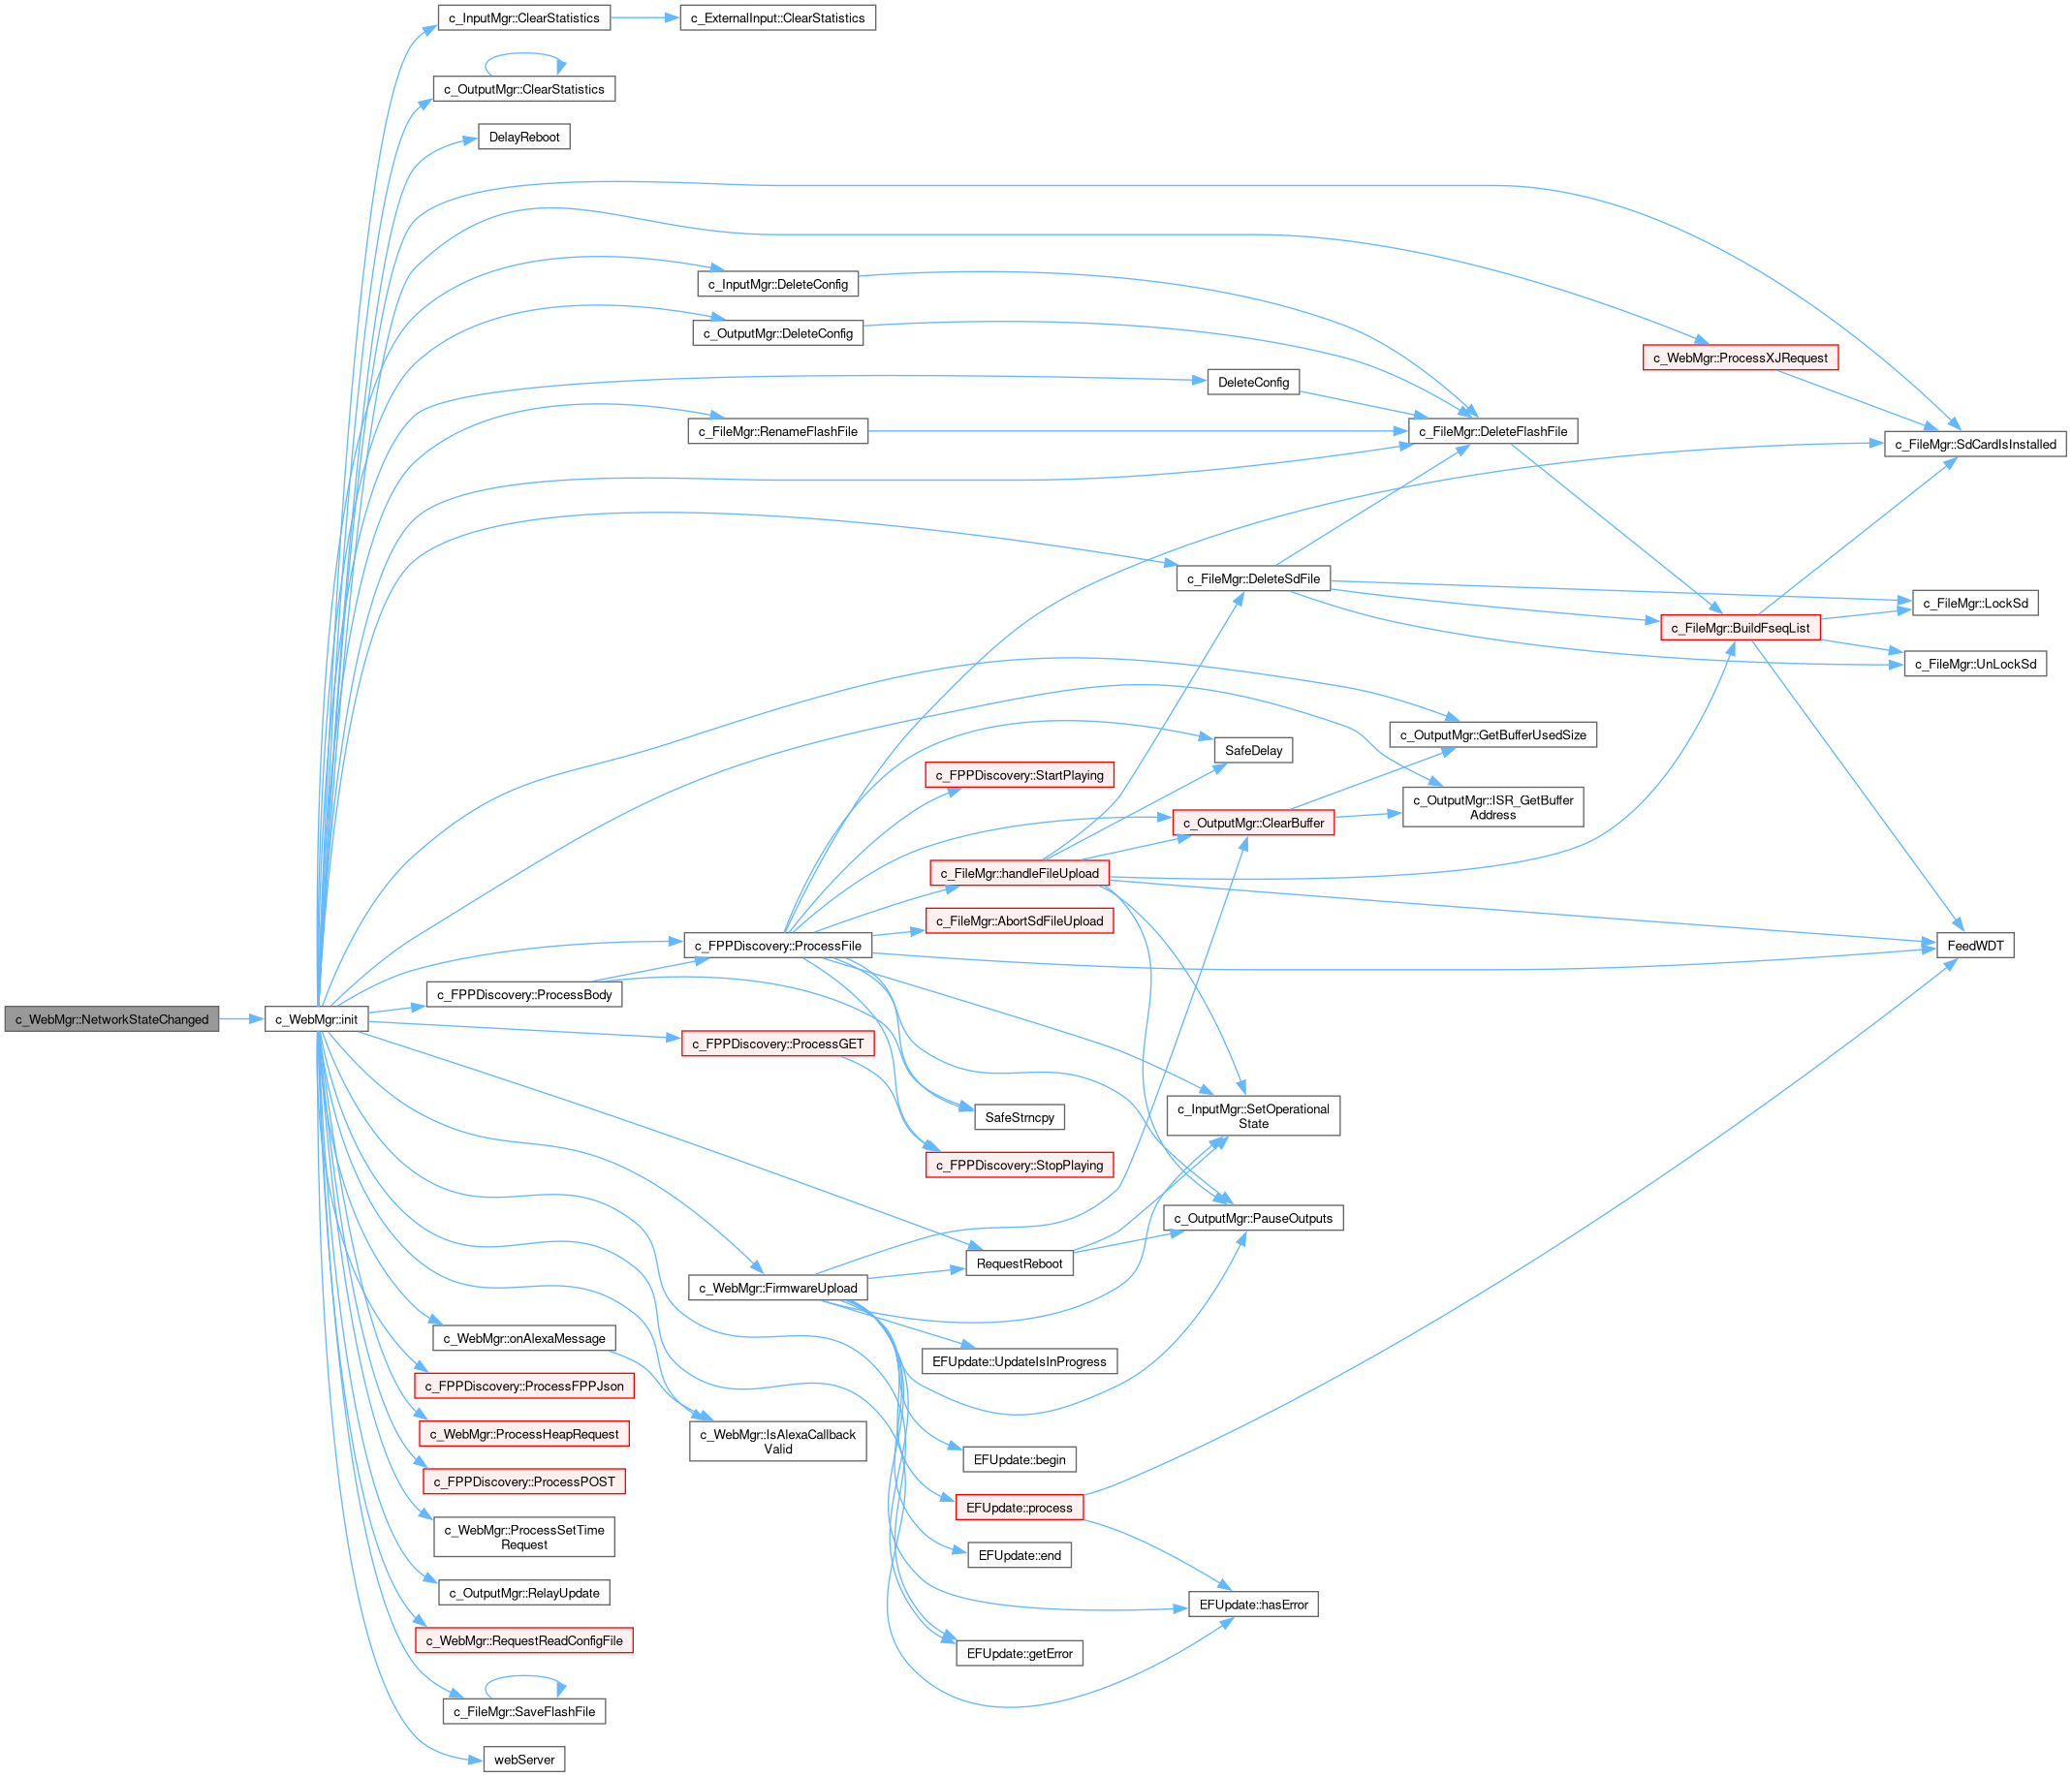 c_InputMgr::ClearStatistics
c_ExternalInput::ClearStatistics
c_OutputMgr::ClearStatistics
DelayReboot
c_InputMgr::DeleteConfig
c_OutputMgr::DeleteConfig
c_WebMgr::ProcessXJRequest
DeleteConfig
c_FileMgr::RenameFlashFile
c_FileMgr::DeleteFlashFile
c_FileMgr::SdCardIsInstalled
c_FileMgr::DeleteSdFile
c_FileMgr::LockSd
c_FileMgr::BuildFseqList
c_FileMgr::UnLockSd
c_OutputMgr::GetBufferUsedSize
SafeDelay
c_FPPDiscovery::StartPlaying
c_OutputMgr::ISR_GetBuffer
Address
c_OutputMgr::ClearBuffer
c_FileMgr::handleFileUpload
c_FileMgr::AbortSdFileUpload
c_FPPDiscovery::ProcessFile
FeedWDT
c_FPPDiscovery::ProcessBody
c_WebMgr::NetworkStateChanged
c_WebMgr::init
c_FPPDiscovery::ProcessGET
SafeStrncpy
c_InputMgr::SetOperational
State
c_FPPDiscovery::StopPlaying
c_OutputMgr::PauseOutputs
RequestReboot
c_WebMgr::FirmwareUpload
c_WebMgr::onAlexaMessage
EFUpdate::UpdateIsInProgress
c_FPPDiscovery::ProcessFPPJson
c_WebMgr::ProcessHeapRequest
c_WebMgr::IsAlexaCallback
Valid
EFUpdate::begin
c_FPPDiscovery::ProcessPOST
EFUpdate::process
c_WebMgr::ProcessSetTime
Request
EFUpdate::end
c_OutputMgr::RelayUpdate
EFUpdate::hasError
c_WebMgr::RequestReadConfigFile
EFUpdate::getError
c_FileMgr::SaveFlashFile
webServer